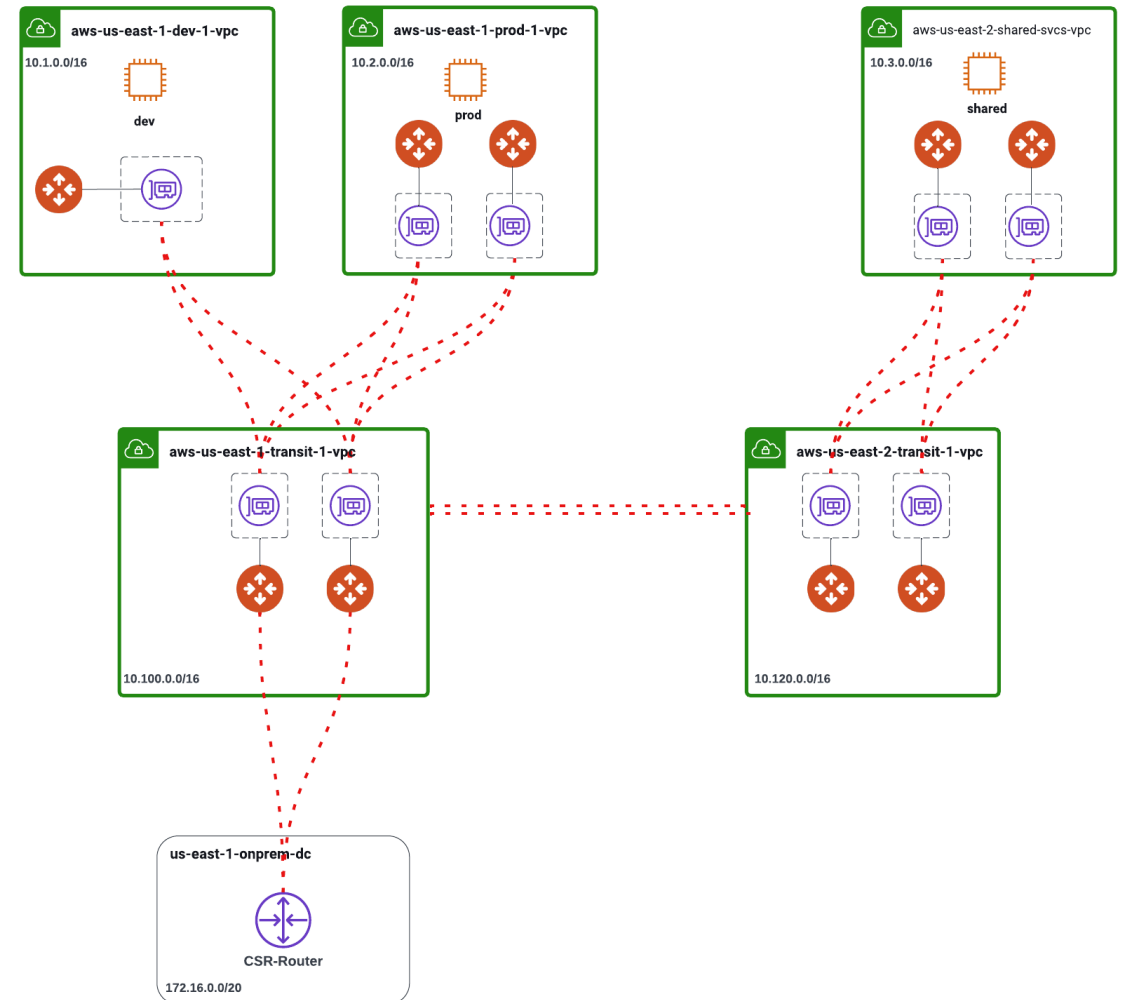 aws-us-east-1-dev-1-vpc
10.1.0.0/16
dev
aws-us-east-1-prod-1-vpc
10.2.0.0/16
prod
aws-us-east-2-shared-svcs-vpc
10.3.0.0/16
shared
aws-us-east-1-transit-1-vpc
10.100.0.0/16
aws-us-east-2-transit-1-vpc
10.120.0.0/16
us-east-1-onprem-dc
CSR-Router
172.16.0.0/20